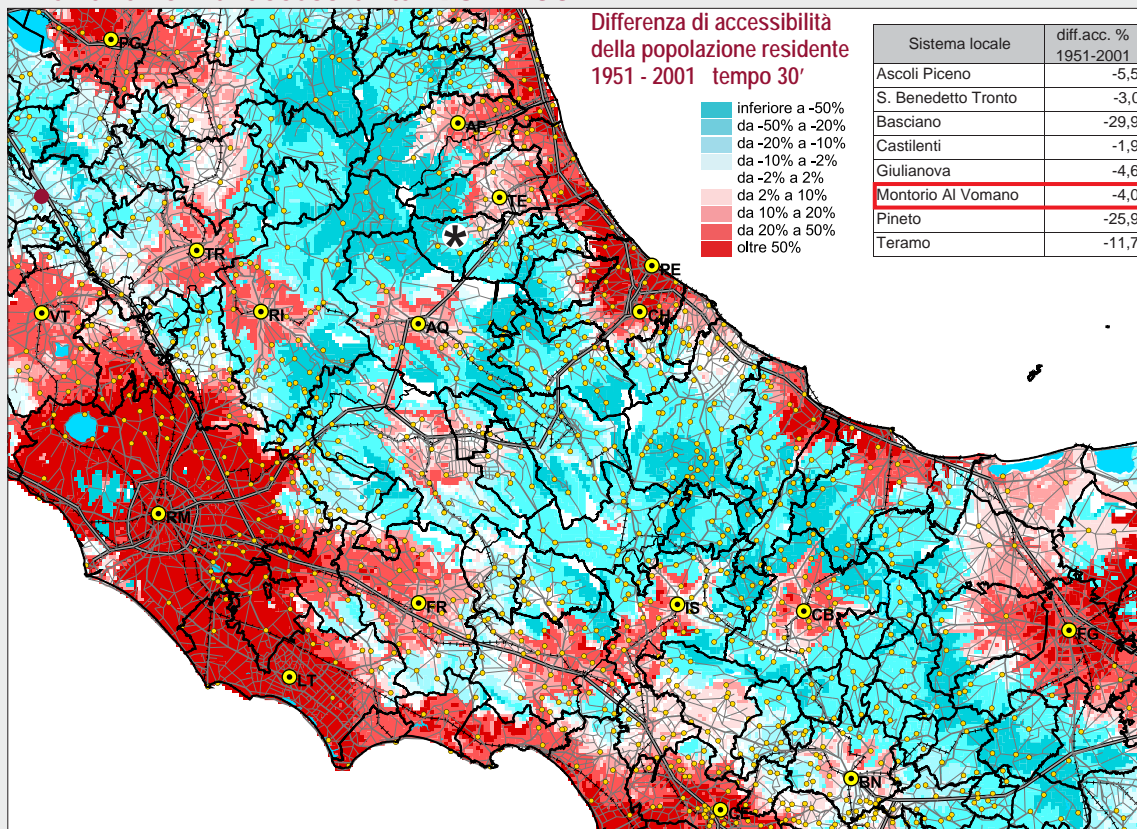 Differenza di accessibilità
della popolazione residente
1951 - 2001 tempo 30'
inferiore a -50%
da -50% a -20%
da -20% a -10%
da -10% a -2%
da -2% a 2%
da 2% a 10%
da 10% a 20%
da 20% a 50%
oltre 50%
Sistema locale diff.acc. % 1951-2001
Ascoli Piceno -5,5
S. Benedetto Tronto -3,0
Basciano -29,9
Castilenti -1,9
Giulianova -4,6
Montorio Al Vomano -4,0
Pineto -25,9
Teramo -11,7
PG
AP
TE
*
TR
PE
VT
RI
AQ
CH
RM
FR
IS
CB
FG
LT
BN
CE